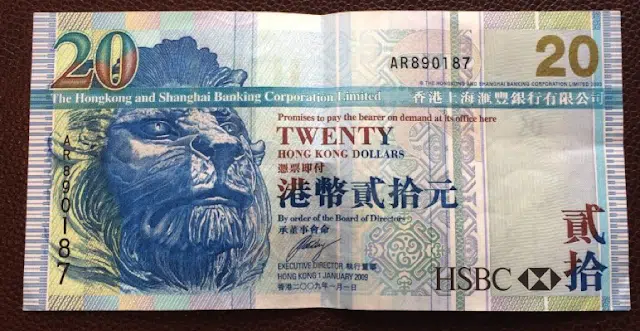 20
AR890187
20
© THE HONGKONG AND SHANGHAI BANKING CORPORATION LIMITED
The Hongkong and Shanghai Banking Corporation Limited
香港上海滙豐銀行有限公司
Promises to pay the bearer on demand at its office here
TWENTY
HONG KONG DOLLARS
憑票即付
港幣貳拾元
By order of the Board of Directors
承董事會命
EXECUTIVE DIRECTOR 執行董事
HONG KONG 1 JANUARY 2009
香港二〇〇九年一月一日
AR890187
貳拾
HSBC